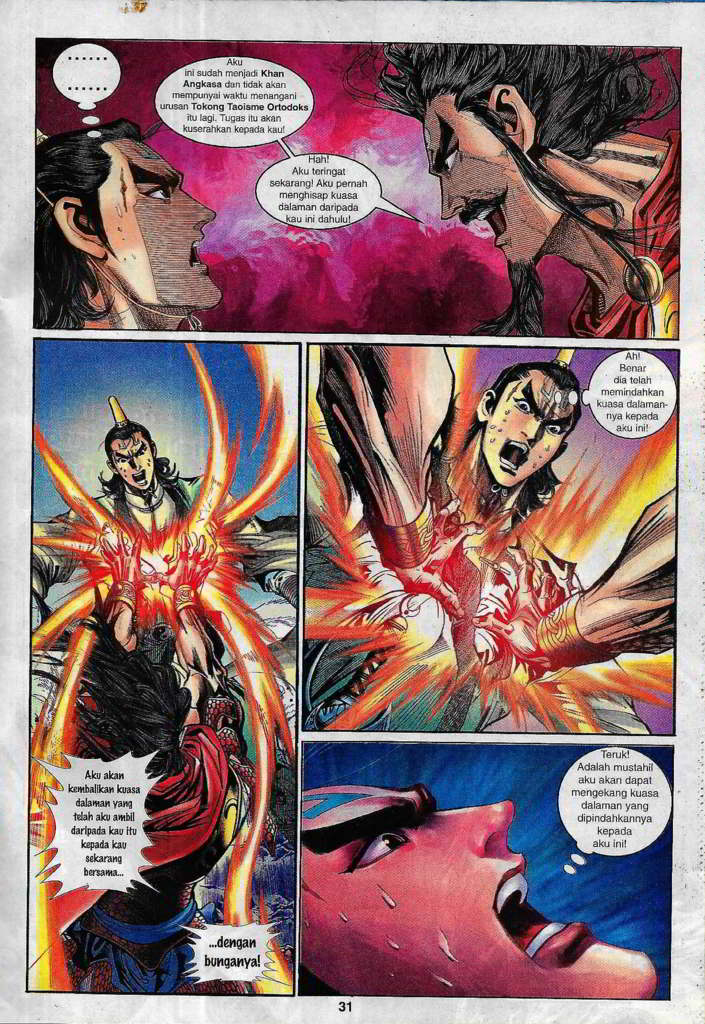 ......
......
Aku
ini sudah menjadi Khan
Angkasa dan tidak akan
mempunyai waktu menangani
urusan Tokong Taoisme Ortodoks
itu lagi. Tugas itu akan
kuserahkan kepada kau!
Hah!
Aku teringat
sekarang! Aku pernah
menghisap kuasa
dalaman daripada
kau ini dahulu!
Aku akan
kembalikan kuasa
dalaman yang
telah aku ambil
daripada kau itu
kepada kau
sekarang
bersama...
...dengan
bunganya!
Ah!
Benar
dia telah
memindahkan
kuasa dalaman-
nya kepada
aku ini!
Teruk!
Adalah mustahil
aku akan dapat
mengekang kuasa
dalaman yang
dipindahkannya
kepada
aku ini!
31